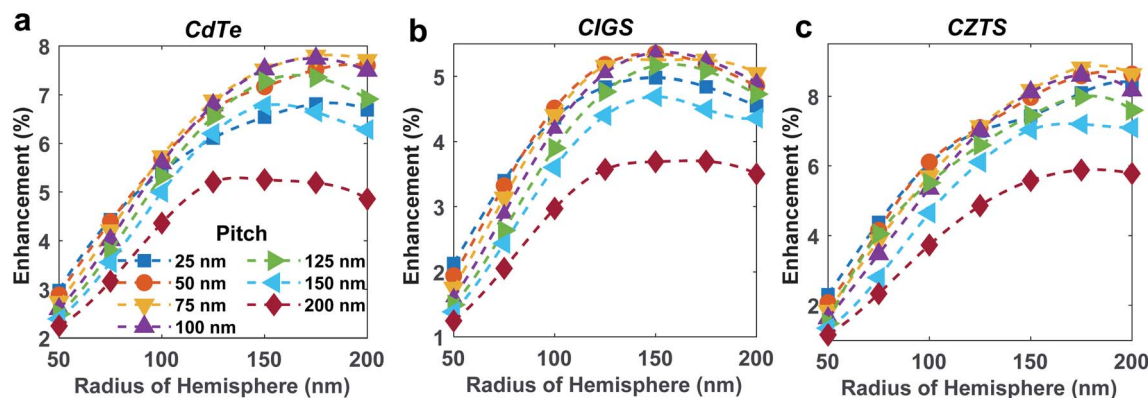 a
CdTe
Enhancement (%)
8
7
6
5
4
3
2
50
100
150
200
Radius of Hemisphere (nm)
Pitch
25 nm
50 nm
75 nm
100 nm
125 nm
150 nm
200 nm
b
CIGS
Enhancement (%)
5
4
3
2
1
50
100
150
200
Radius of Hemisphere (nm)
c
CZTS
Enhancement (%)
8
6
4
2
50
100
150
200
Radius of Hemisphere (nm)